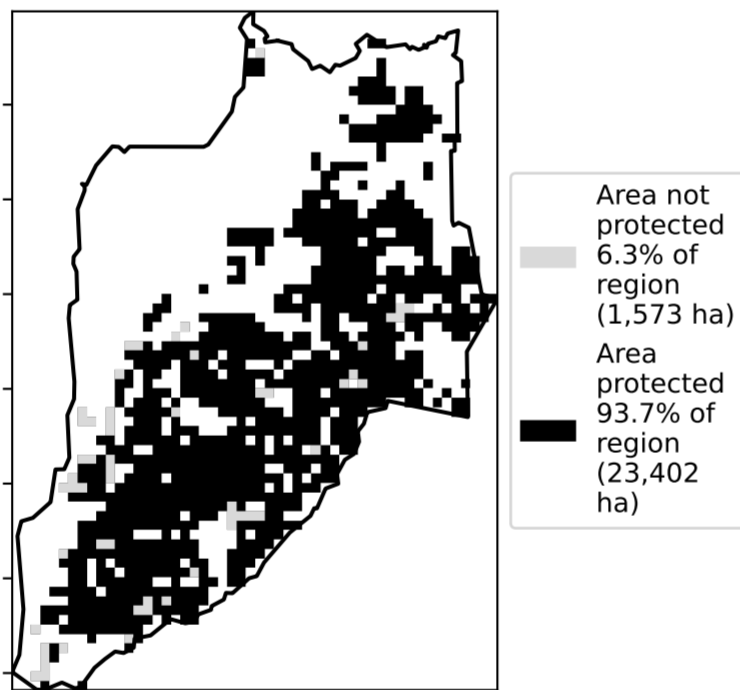 Area not
protected
6.3% of
region
(1,573 ha)
Area
protected
93.7% of
region
(23,402
ha)